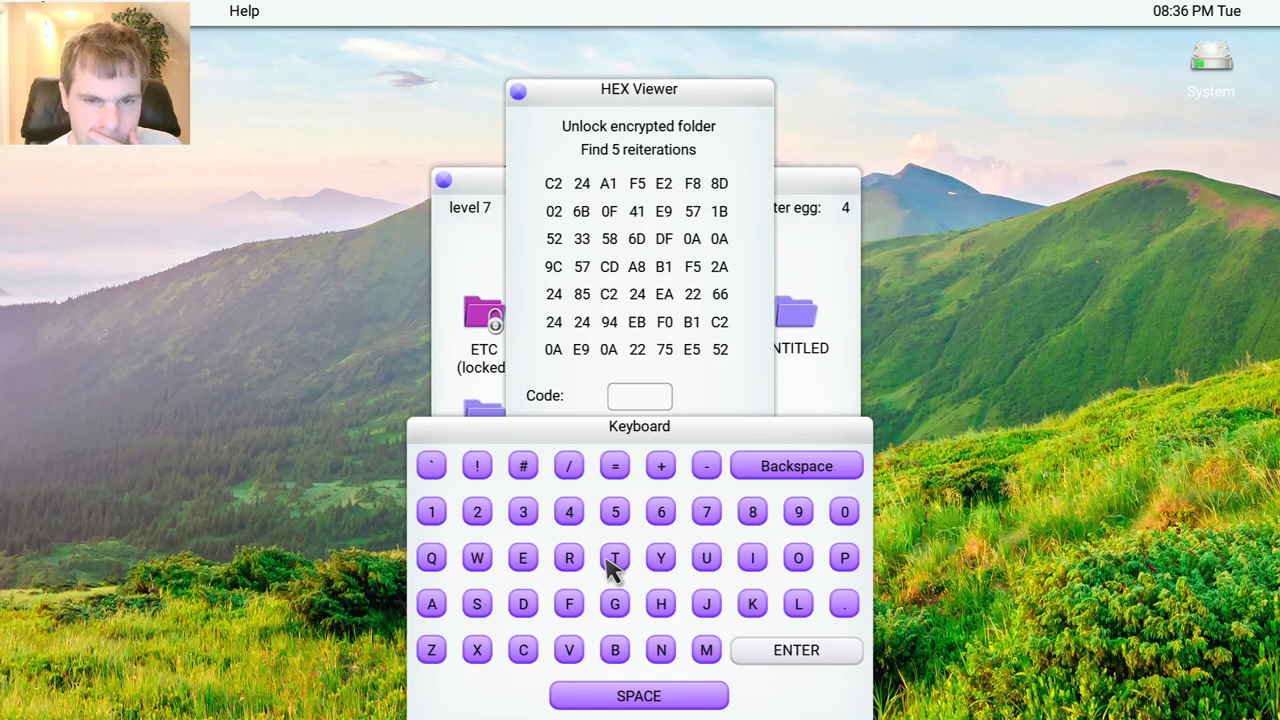 Help
08:36 PM Tue
System
HEX Viewer
Unlock encrypted folder
Find 5 reiterations
C2 24 A1 F5 E2 F8 8D
02 6B 0F 41 E9 57 1B
52 33 58 6D DF 0A 0A
9C 57 CD A8 B1 F5 2A
24 85 C2 24 EA 22 66
24 24 94 EB F0 B1 C2
0A E9 0A 22 75 E5 52
Code:
level 7
ter egg: 4
ETC
(locked
NTITLED
Keyboard
` ! # / = + - Backspace
1 2 3 4 5 6 7 8 9 0
Q W E R T Y U I O P
A S D F G H J K L .
Z X C V B N M ENTER
SPACE